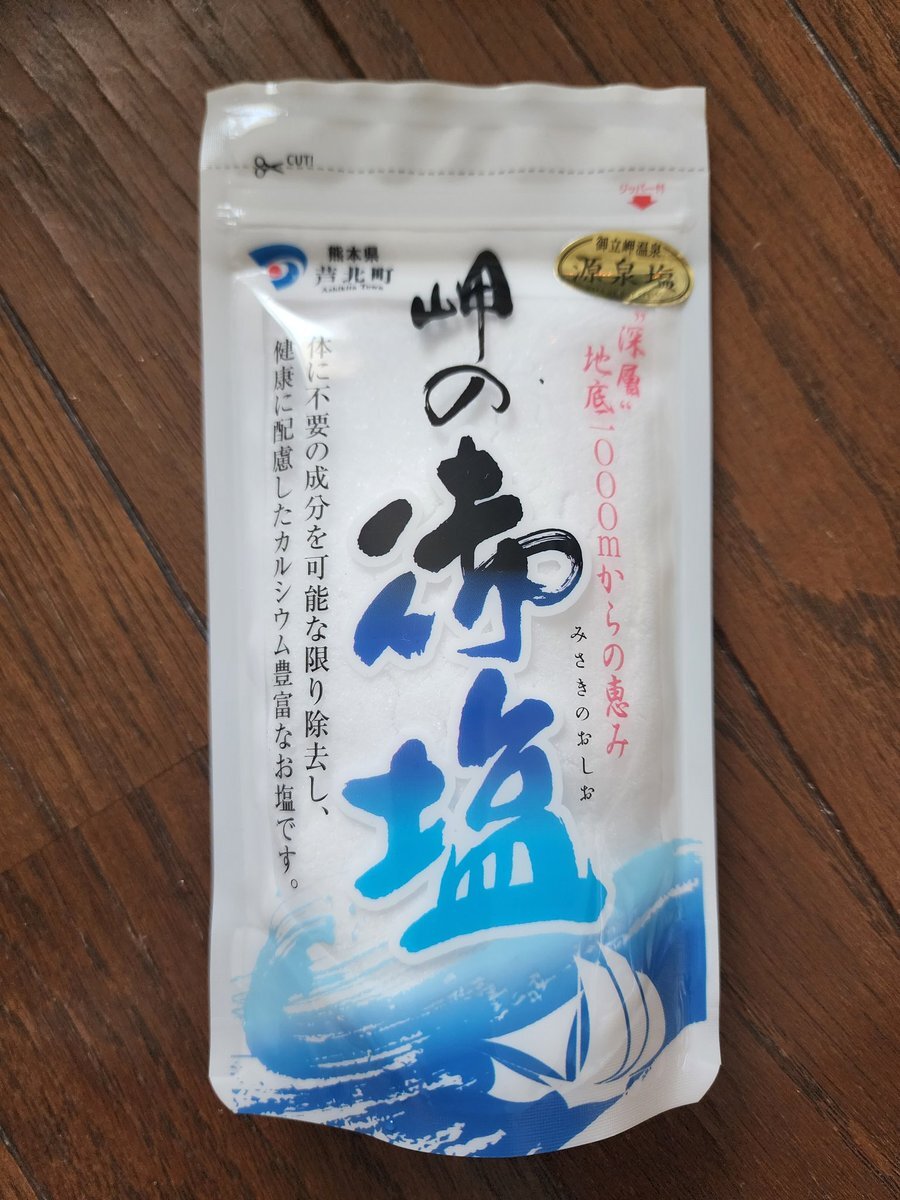 CUT!
ジッパー付
熊本県
芦北町
Ashikita Town
御立岬温泉
源泉塩
岬の御塩
みさきのおしお
"深層"
地底一000mからの恵み
体に不要の成分を可能な限り除去し、
健康に配慮したカルシウム豊富なお塩です。